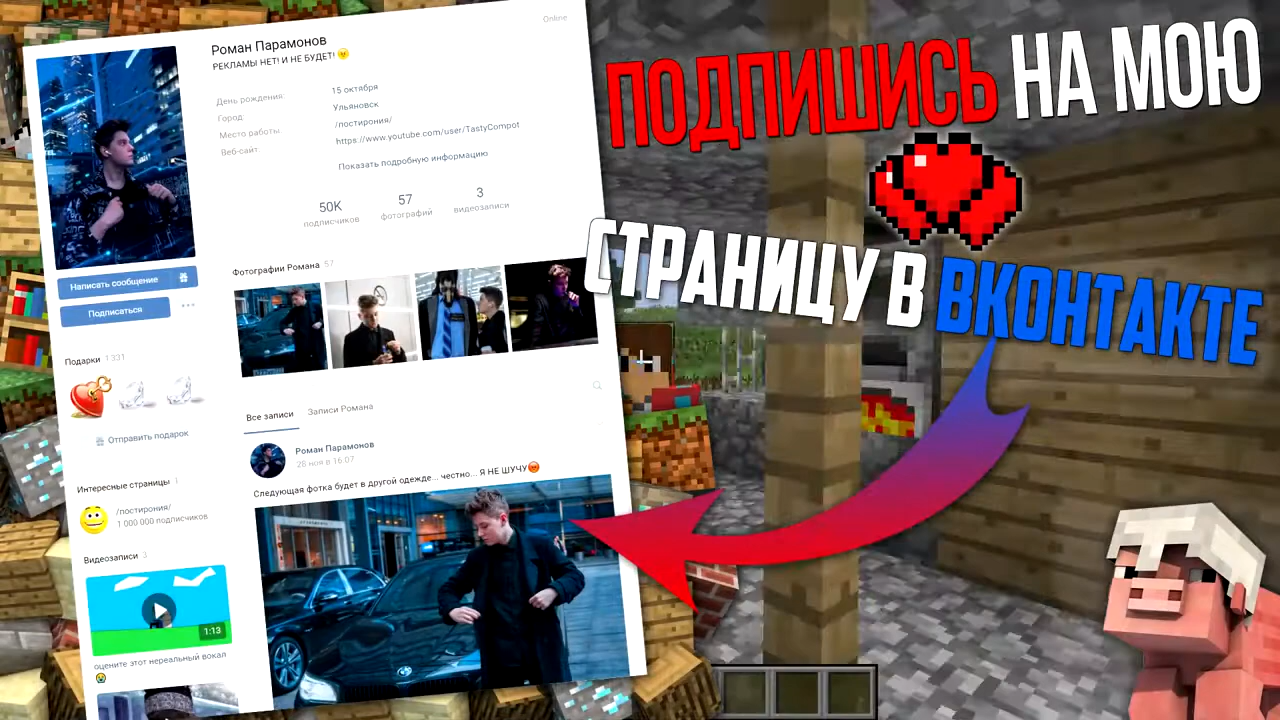 Роман Парамонов
РЕКЛАМЫ НЕТ! И НЕ БУДЕТ!
Online
День рождения:
15 октября
Город:
Ульяновск
Место работы:
/постирония/
Веб-сайт:
https://www.youtube.com/user/TastyCompot
Показать подробную информацию
50K
подписчиков
57
фотографий
3
видеозаписи
Написать сообщение
Подписаться
Фотографии Романа 57
Подарки 1 331
Отправить подарок
Все записи
Записи Романа
Роман Парамонов
28 ноя в 16:07
Следующая фотка будет в другой одежде... честно... Я НЕ ШУЧУ
Интересные страницы 1
/постирония/
1 000 000 подписчиков
Видеозаписи 3
1:13
оцените этот нереальный вокал
ПОДПИШИСЬ НА МОЮ
СТРАНИЦУ В ВКОНТАКТЕ